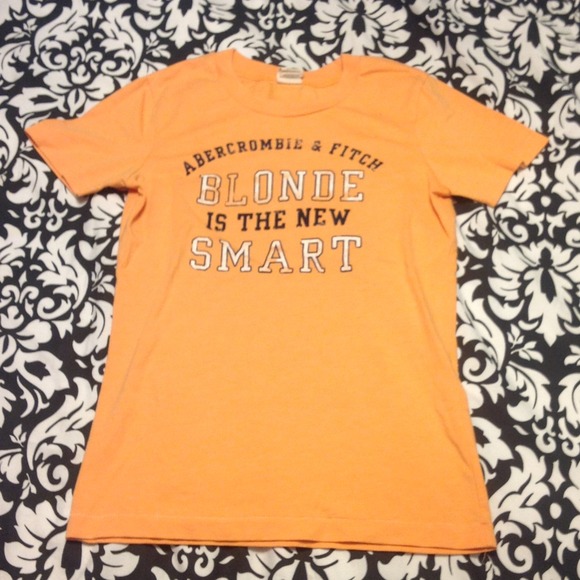 ABERCROMBIE & FITCH
BLONDE
IS THE NEW
SMART